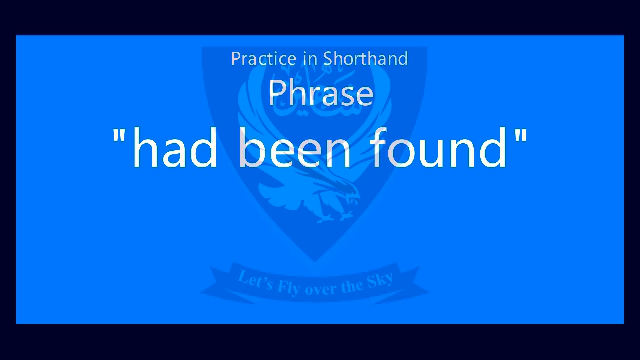 Practice in Shorthand
Phrase
"had been found"
Let's Fly over the Sky